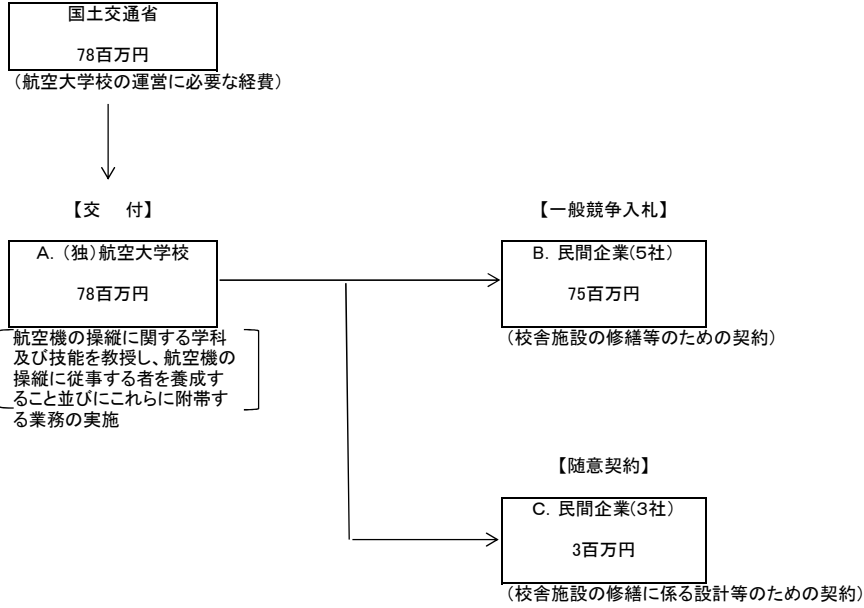 国土交通省
78百万円
（航空大学校の運営に必要な経費）
【交　付】
A.（独）航空大学校
78百万円
航空機の操縦に関する学科
及び技能を教授し、航空機の
操縦に従事する者を養成す
ること並びにこれらに附帯す
る業務の実施
【一般競争入札】
B. 民間企業(5社)
75百万円
（校舎施設の修繕等のための契約）
【随意契約】
C. 民間企業(3社)
3百万円
（校舎施設の修繕に係る設計等のための契約）